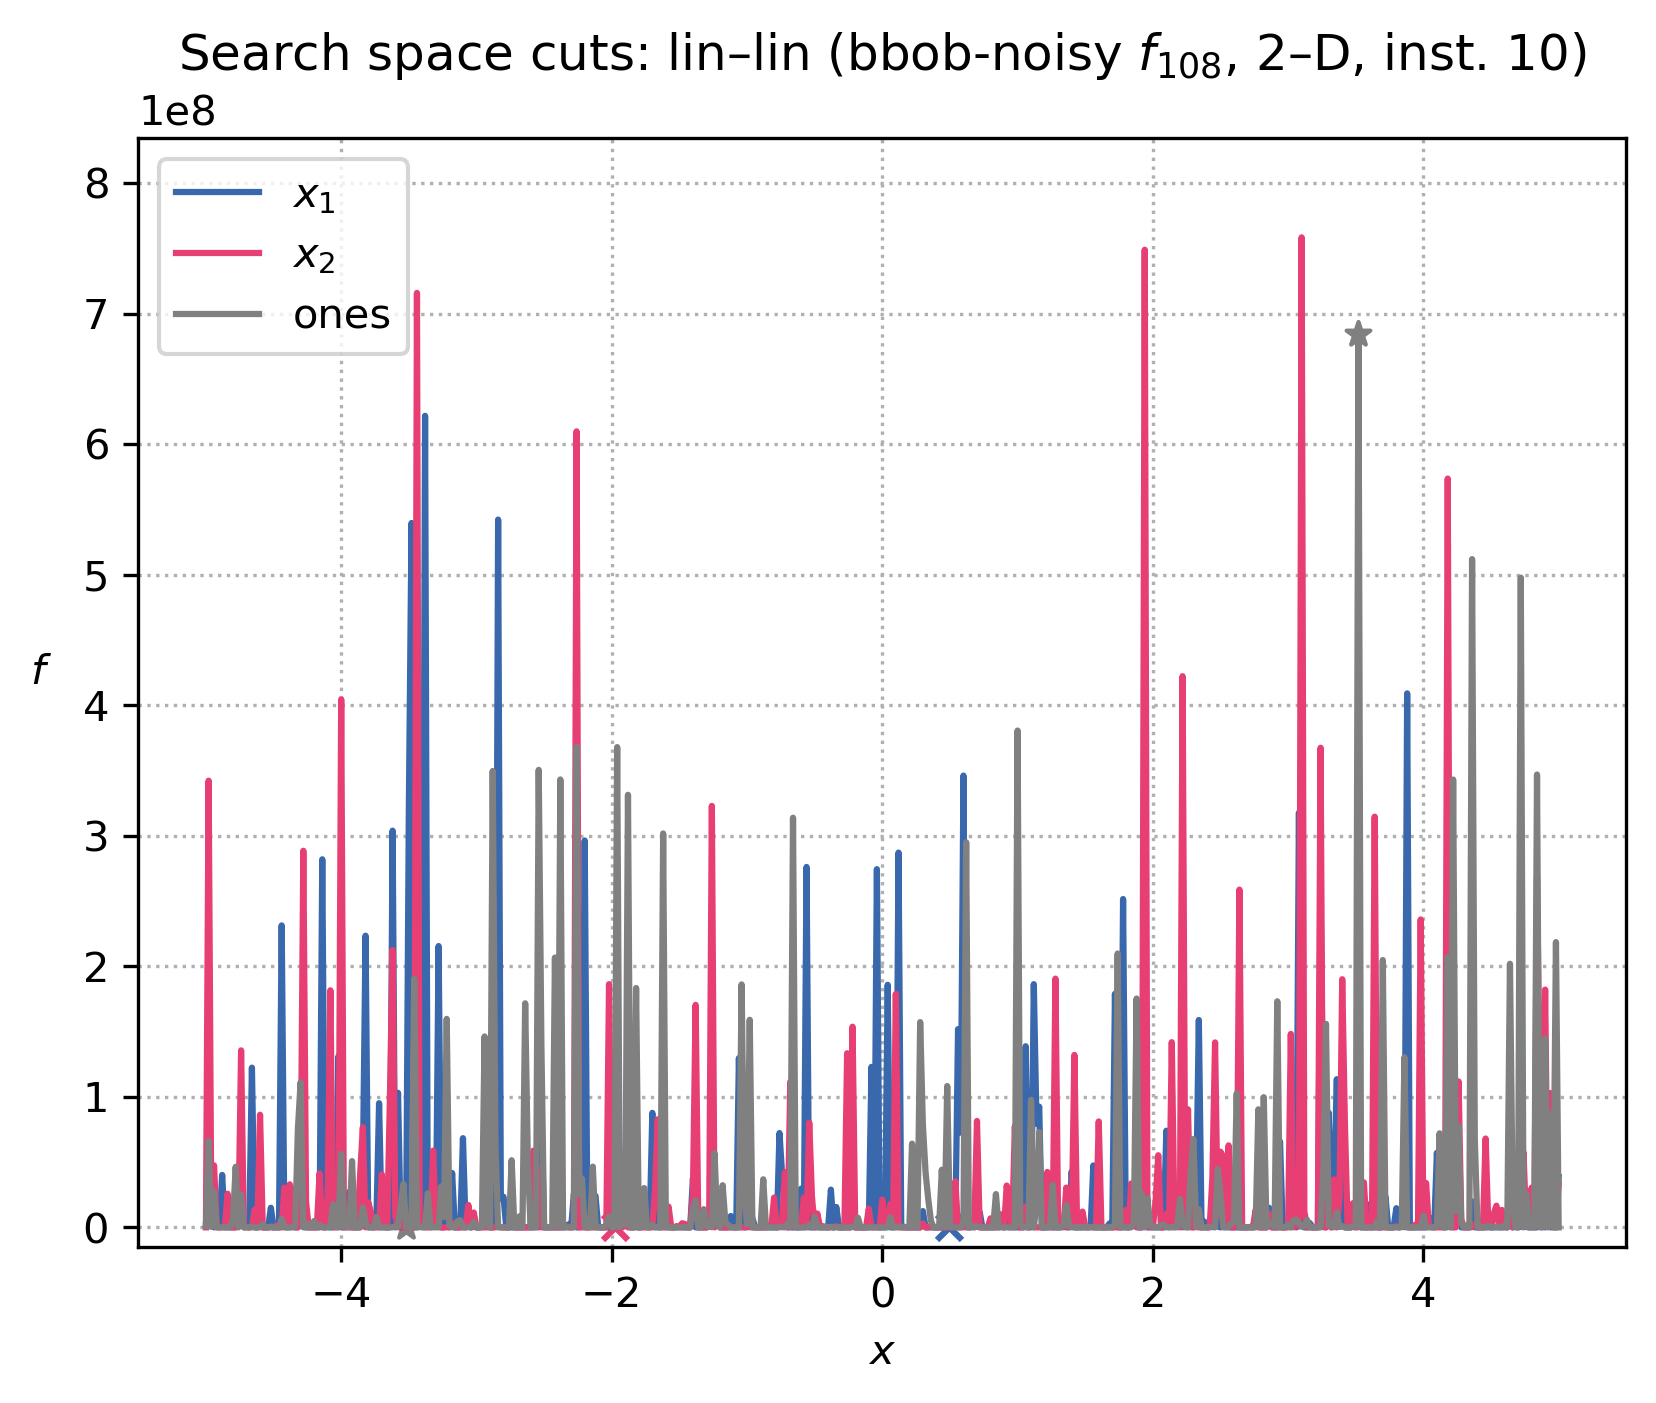 Search space cuts: lin–lin (bbob-noisy f₁₀₈, 2–D, inst. 10)
1e8
x₁
x₂
ones
8
7
6
5
4
3
2
1
0
f
−4 −2 0 2 4
x